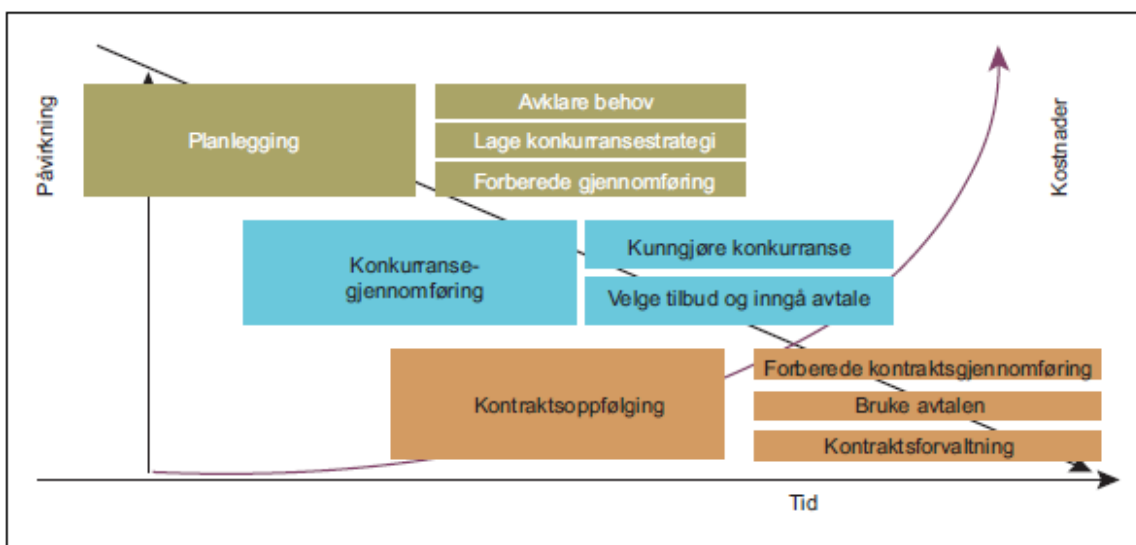 Påvirkning
Planlegging
Avklare behov
Lage konkurransestrategi
Forberede gjennomføring
Kostnader
Konkurranse-
gjennomføring
Kunngjøre konkurranse
Velge tilbud og inngå avtale
Kontraktsoppfølging
Forberede kontraktsgjennomføring
Bruke avtalen
Kontraktsforvaltning
Tid